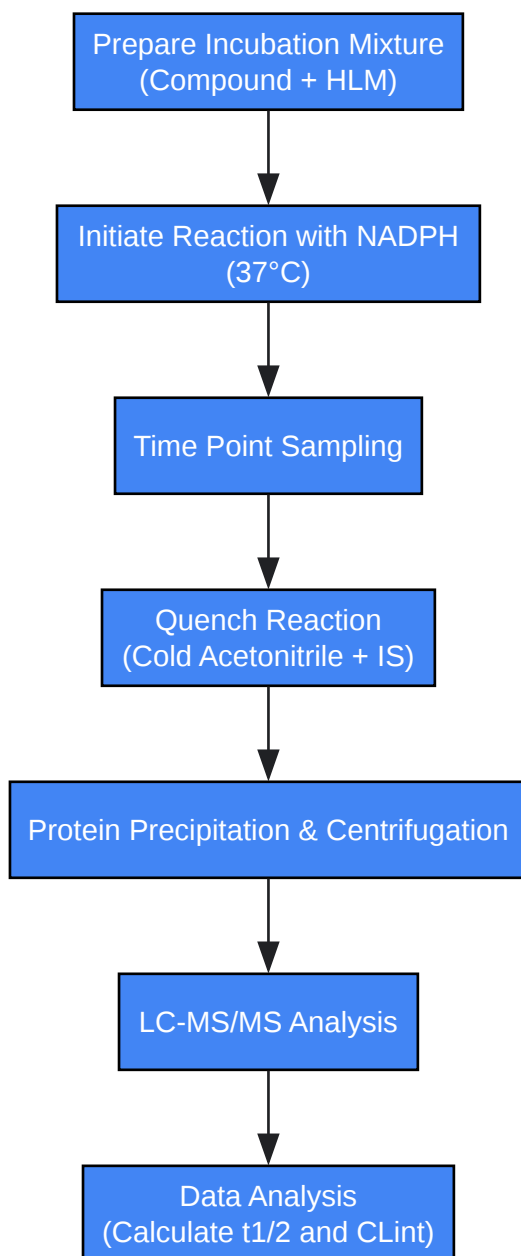 Prepare Incubation Mixture
(Compound + HLM)
Initiate Reaction with NADPH
(37°C)
Time Point Sampling
Quench Reaction
(Cold Acetonitrile + IS)
Protein Precipitation & Centrifugation
LC-MS/MS Analysis
Data Analysis
(Calculate t1/2 and CLint)